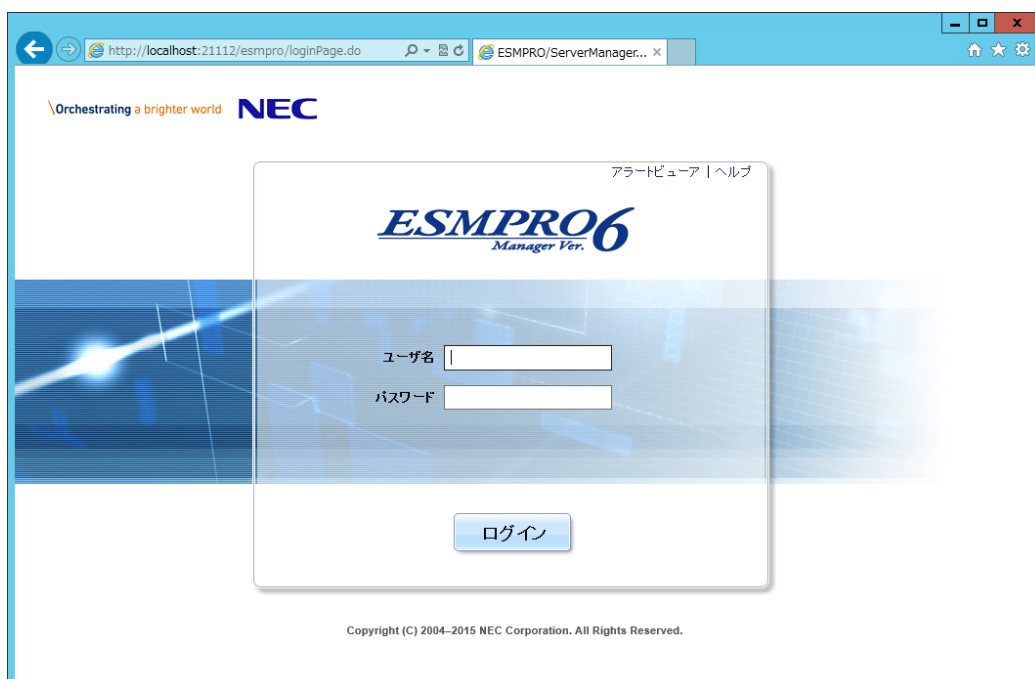 http://localhost:21112/esmpro/loginPage.do
ESMPRO/ServerManager...
\Orchestrating a brighter world NEC
アラートビューア | ヘルプ
ESMPRO6
Manager Ver.
ユーザ名
パスワード
ログイン
Copyright (C) 2004–2015 NEC Corporation. All Rights Reserved.